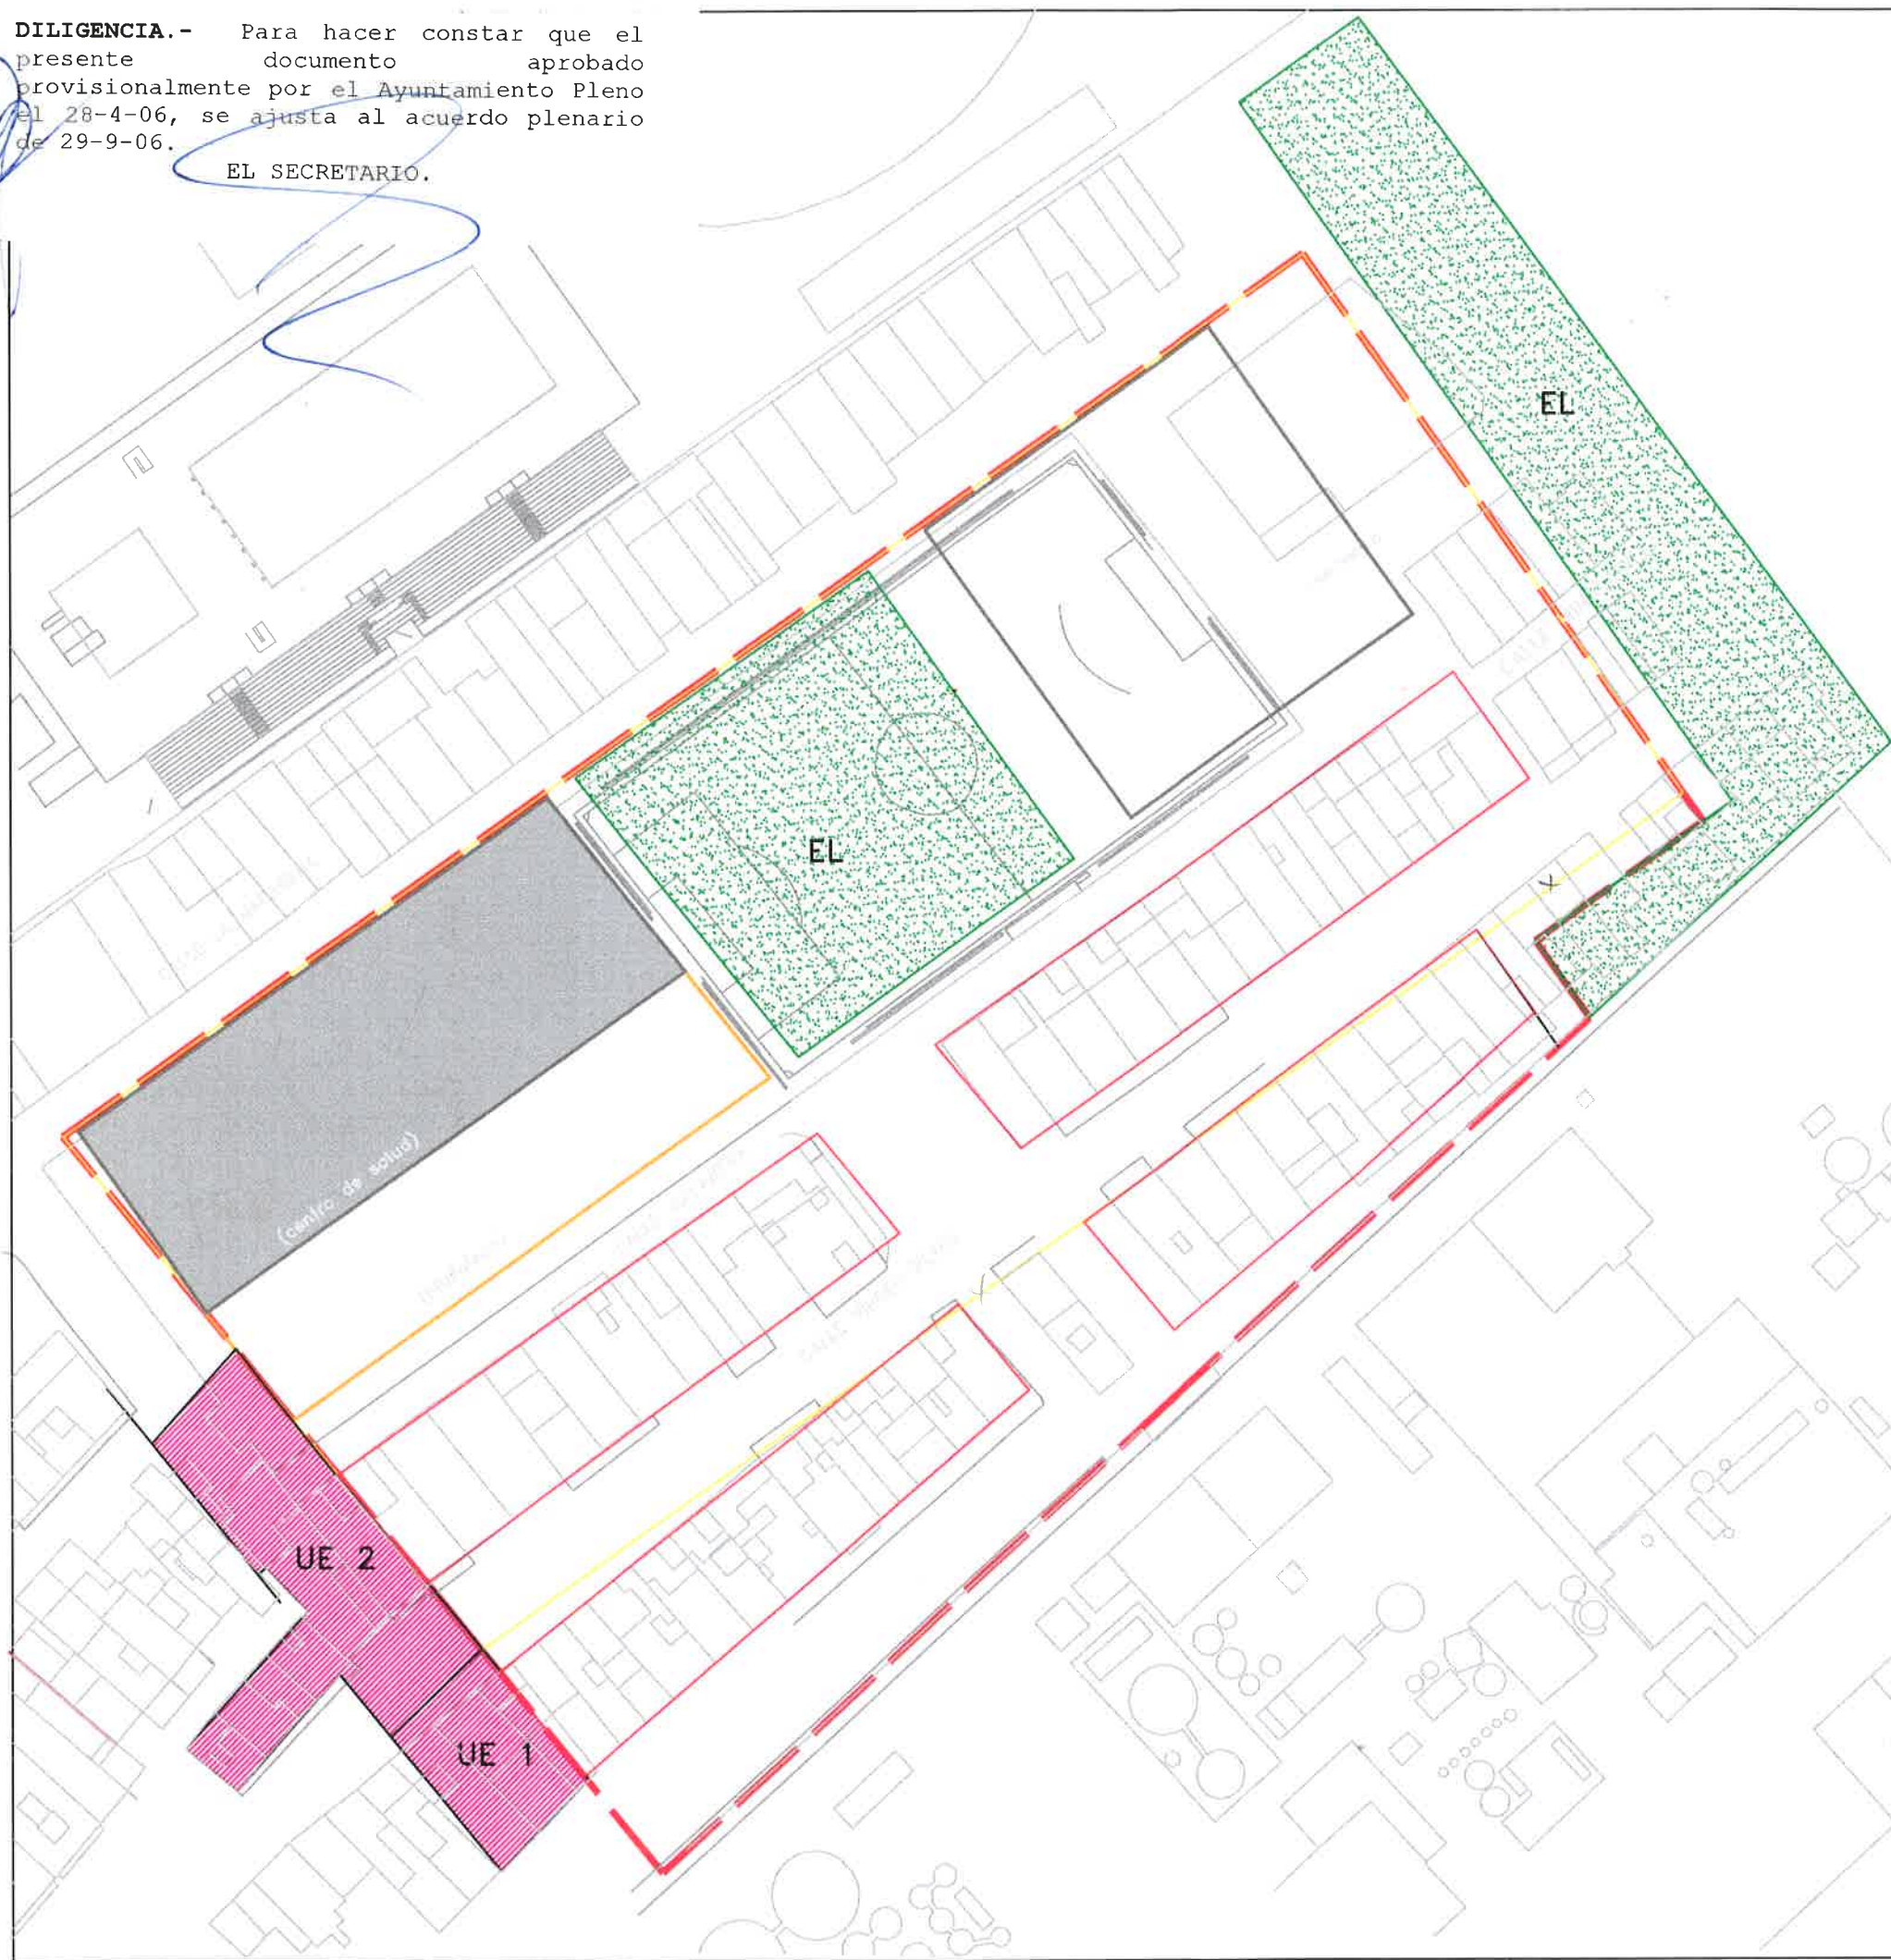 DILIGENCIA.- Para hacer constar que el
presente documento aprobado
provisionalmente por el Ayuntamiento Pleno
el 28-4-06, se ajusta al acuerdo plenario
de 29-9-06.
EL SECRETARIO.
EL
CALLE
EL
(centro de salud)
UE 2
UE 1